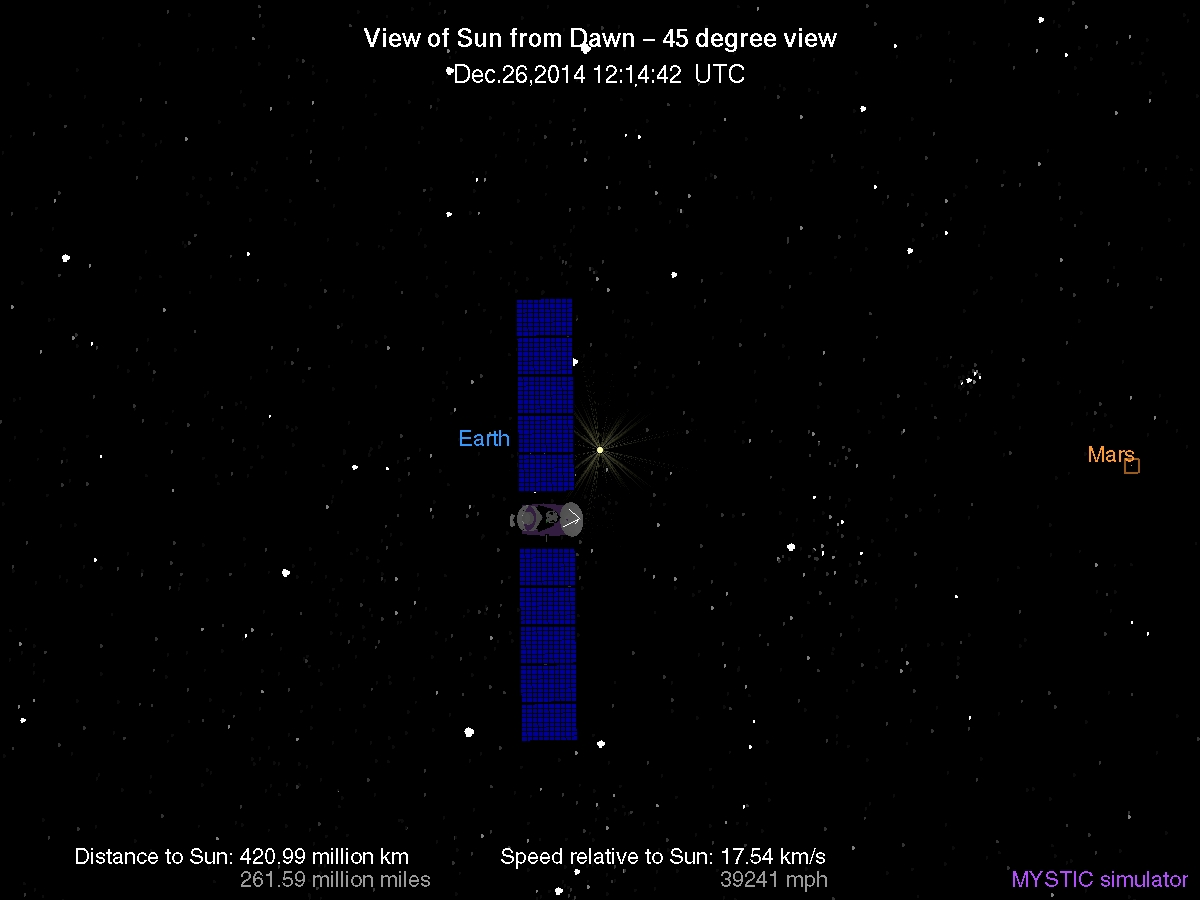 View of Sun from Dawn – 45 degree view
Dec.26,2014 12:14:42 UTC
Earth
Mars
Distance to Sun: 420.99 million km
261.59 million miles
Speed relative to Sun: 17.54 km/s
39241 mph
MYSTIC simulator